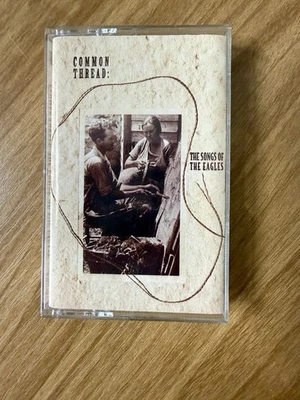 COMMON
THREAD:
THE SONGS OF
THE EAGLES